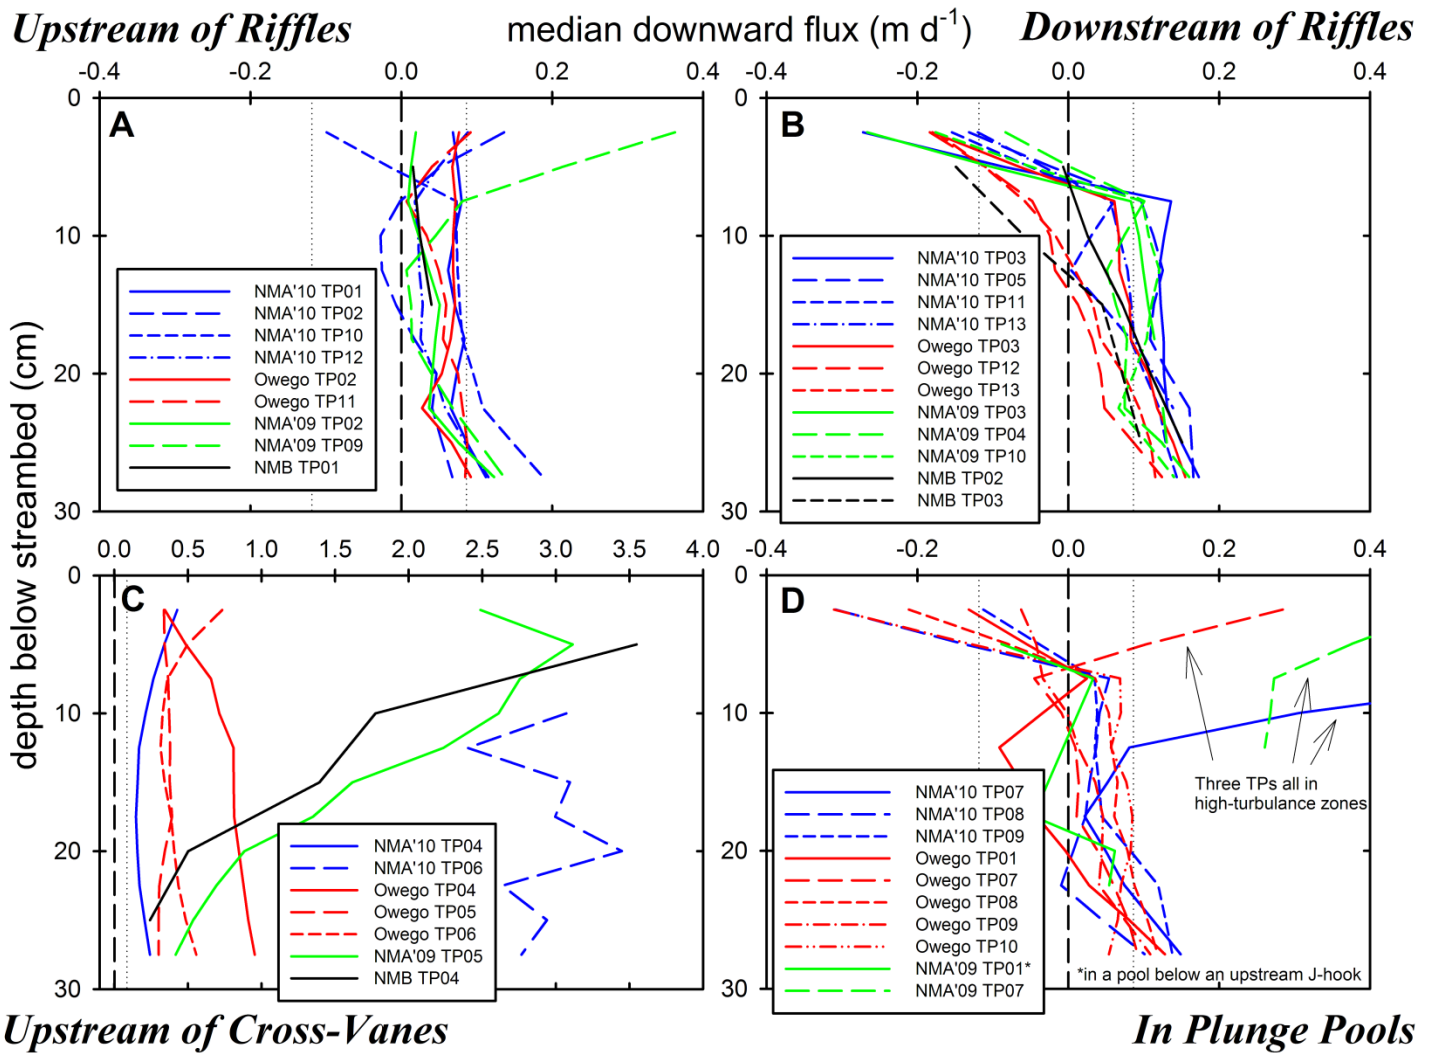 Upstream of Riffles
median downward flux (m d-1)
Downstream of Riffles
-0.4 -0.2 0.0 0.2 0.4
-0.4 -0.2 0.0 0.2 0.4
depth below streambed (cm)
0
10
20
30
A
NMA'10 TP01
NMA'10 TP02
NMA'10 TP10
NMA'10 TP12
Owego TP02
Owego TP11
NMA'09 TP02
NMA'09 TP09
NMB TP01
0
10
20
30
B
NMA'10 TP03
NMA'10 TP05
NMA'10 TP11
NMA'10 TP13
Owego TP03
Owego TP12
Owego TP13
NMA'09 TP03
NMA'09 TP04
NMA'09 TP10
NMB TP02
NMB TP03
0.0 0.5 1.0 1.5 2.0 2.5 3.0 3.5 4.0
0
10
20
30
C
NMA'10 TP04
NMA'10 TP06
Owego TP04
Owego TP05
Owego TP06
NMA'09 TP05
NMB TP04
-0.4 -0.2 0.0 0.2 0.4
0
10
20
30
D
Three TPs all in
high-turbulance zones
NMA'10 TP07
NMA'10 TP08
NMA'10 TP09
Owego TP01
Owego TP07
Owego TP08
Owego TP09
Owego TP10
NMA'09 TP01*
NMA'09 TP07
*in a pool below an upstream J-hook
Upstream of Cross-Vanes
In Plunge Pools